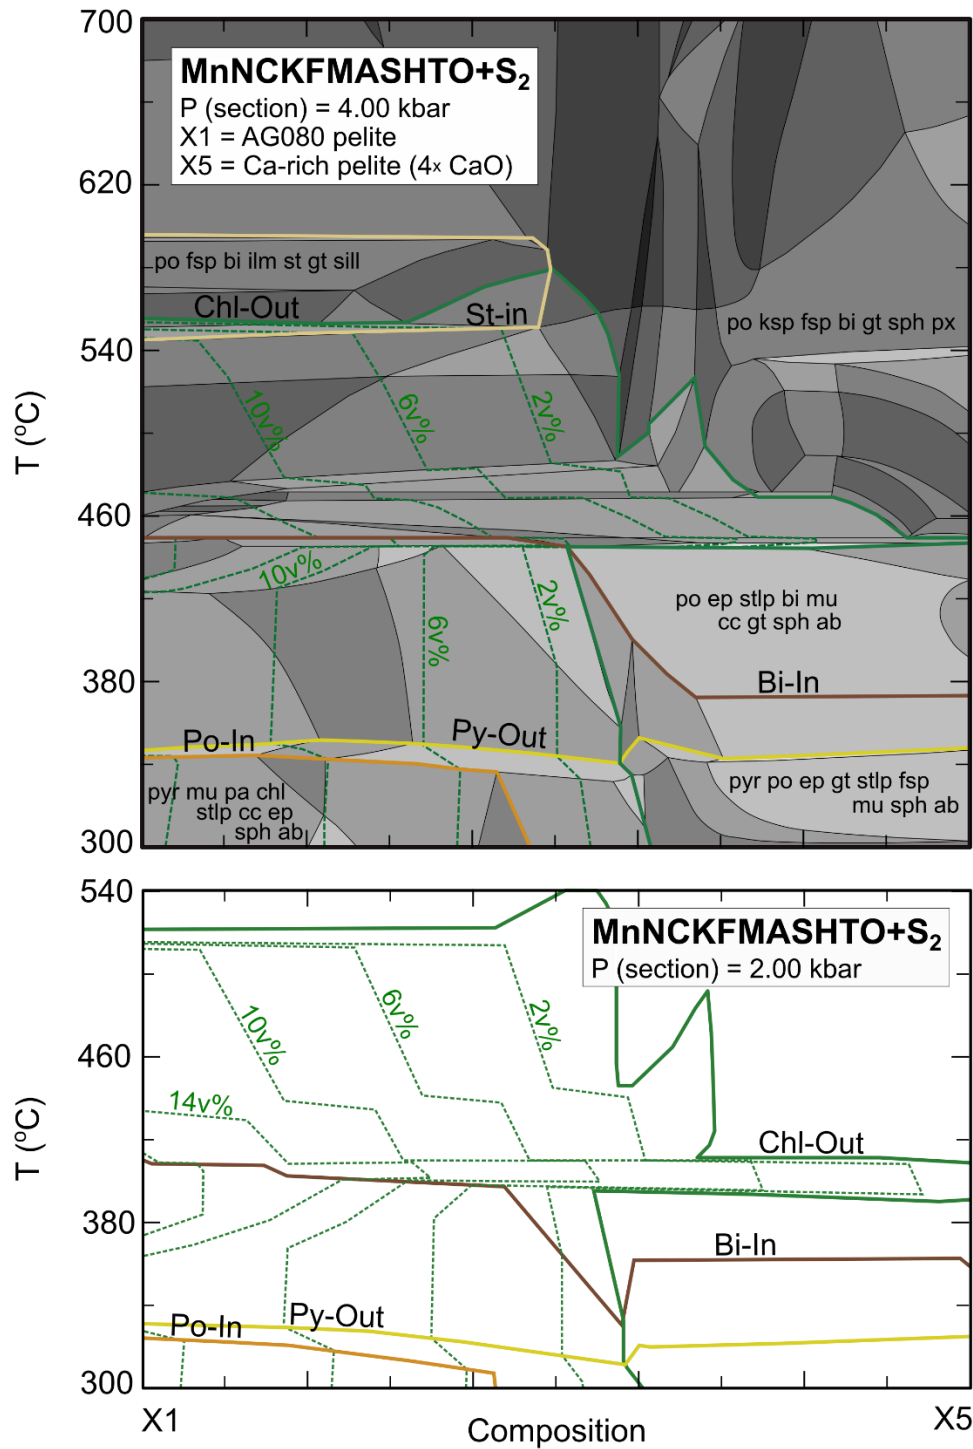 700
MnNCKFMASHTO+S₂
P (section) = 4.00 kbar
X1 = AG080 pelite
X5 = Ca-rich pelite (4x CaO)
620
po fsp bi ilm st gt sill
Chl-Out
St-in
po ksp fsp bi gt sph px
540
T (°C)
10v%
6v%
2v%
460
10v%
6v%
2v%
po ep stlp bi mu
cc gt sph ab
380
Bi-In
Po-In
Py-Out
pyr mu pa chl
stlp cc ep
sph ab
pyr po ep gt stlp fsp
mu sph ab
300
540
MnNCKFMASHTO+S₂
P (section) = 2.00 kbar
10v%
6v%
2v%
460
14v%
T (°C)
Chl-Out
380
Bi-In
Po-In
Py-Out
300
X1
Composition
X5